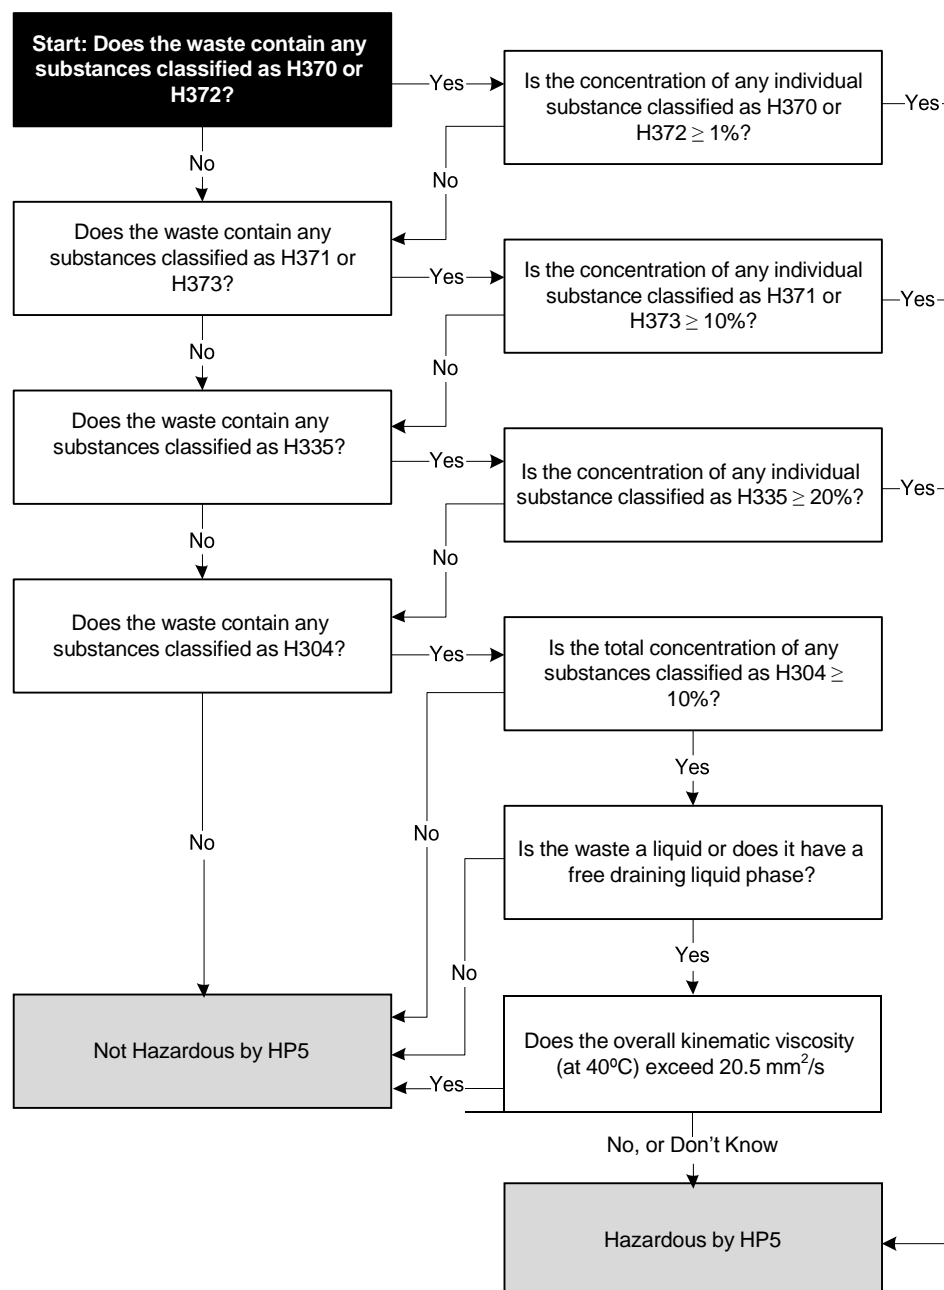 Start: Does the waste contain any
substances classified as H370 or
H372?
Yes
Is the concentration of any individual
substance classified as H370 or
H372 ≥ 1%?
Yes
No
No
Does the waste contain any
substances classified as H371 or
H373?
Yes
Is the concentration of any individual
substance classified as H371 or
H373 ≥ 10%?
Yes
No
No
Does the waste contain any
substances classified as H335?
Yes
Is the concentration of any individual
substance classified as H335 ≥ 20%?
Yes
No
No
Does the waste contain any
substances classified as H304?
Yes
Is the total concentration of any
substances classified as H304 ≥
10%?
Yes
No
No
Is the waste a liquid or does it have a
free draining liquid phase?
Yes
No
Not Hazardous by HP5
Does the overall kinematic viscosity
(at 40ºC) exceed 20.5 mm²/s
Yes
No, or Don't Know
Hazardous by HP5